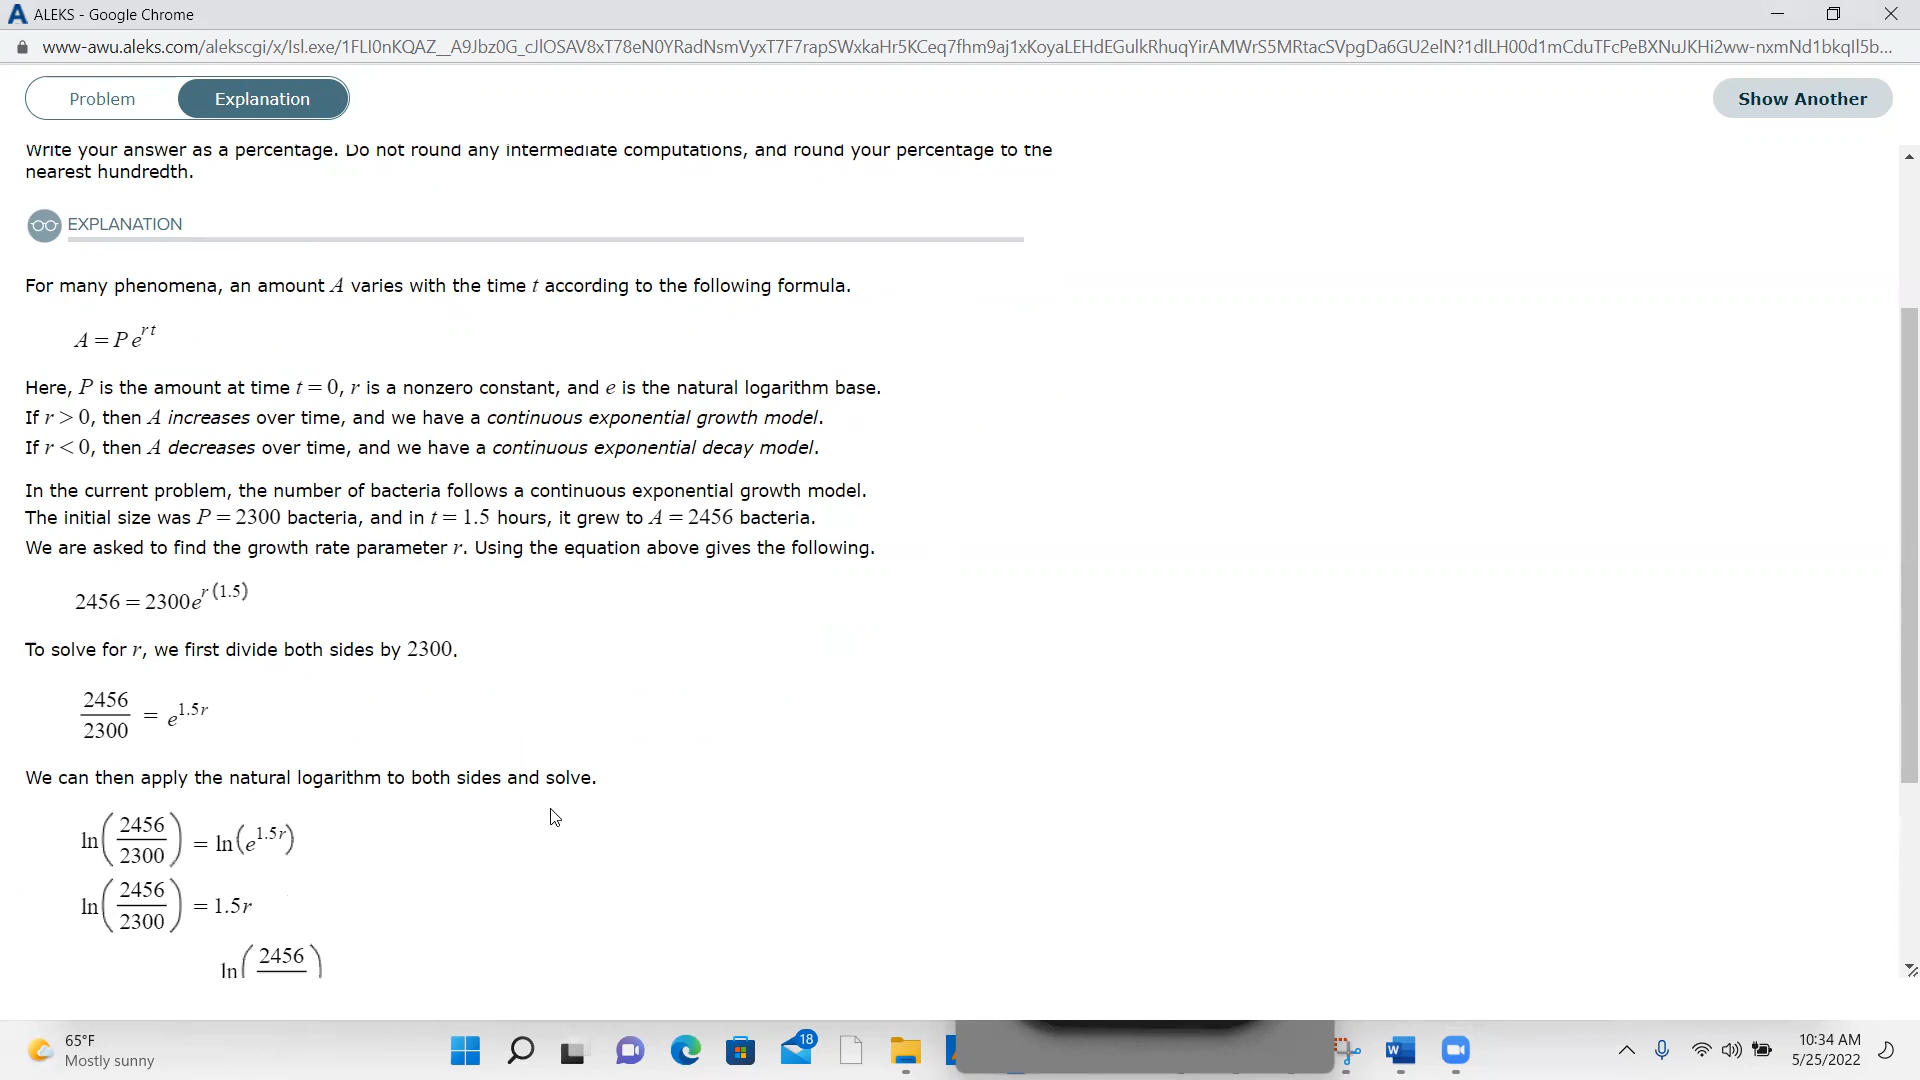 ALEKS - Google Chrome
www-awu.aleks.com/alekscgi/x/Isl.exe/1FLI0nKQAZ__A9Jbz0G_cJlOSAV8xT78eN0YRadNsmVyxT7F7rapSWxkaHr5KCeq7fhm9aj1xKoyaLEHdEGulkRhuqYirAMWrS5MRtacSVpgDa6GU2elN?1dlLH00d1mCduTFcPeBXNuJKHi2ww-nxmNd1bkqIl5b...
Problem
Explanation
Show Another
Write your answer as a percentage. Do not round any intermediate computations, and round your percentage to the
nearest hundredth.
EXPLANATION
For many phenomena, an amount A varies with the time t according to the following formula.
A = P e^{rt}
Here, P is the amount at time t = 0, r is a nonzero constant, and e is the natural logarithm base.
If r > 0, then A increases over time, and we have a continuous exponential growth model.
If r < 0, then A decreases over time, and we have a continuous exponential decay model.
In the current problem, the number of bacteria follows a continuous exponential growth model.
The initial size was P = 2300 bacteria, and in t = 1.5 hours, it grew to A = 2456 bacteria.
We are asked to find the growth rate parameter r. Using the equation above gives the following.
2456 = 2300e^{r(1.5)}
To solve for r, we first divide both sides by 2300.
2456/2300 = e^{1.5r}
We can then apply the natural logarithm to both sides and solve.
ln(2456/2300) = ln(e^{1.5r})
ln(2456/2300) = 1.5r
ln(2456
18
65°F
Mostly sunny
10:34 AM
5/25/2022